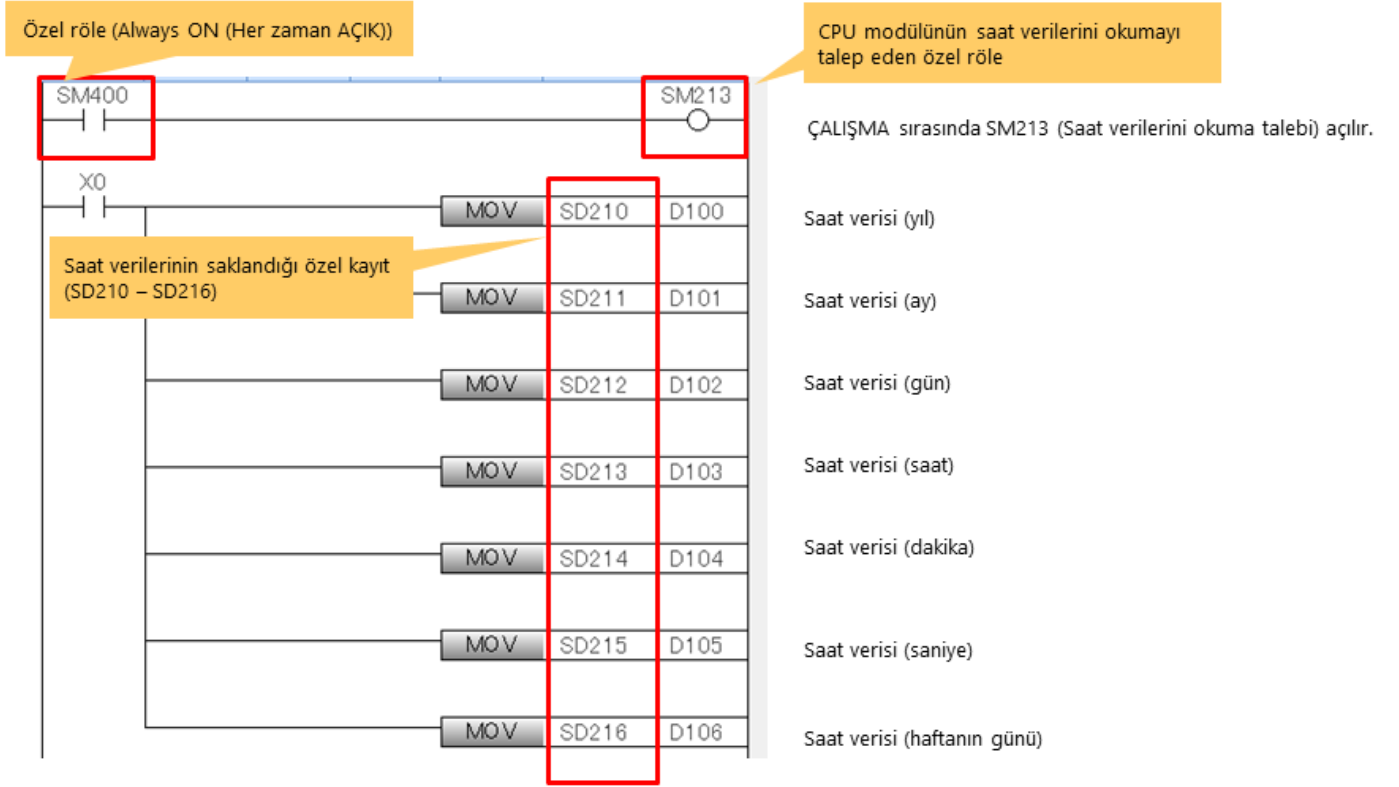 Özel röle (Always ON (Her zaman AÇIK))
CPU modülünün saat verilerini okumayı
talep eden özel röle
SM400
SM213
ÇALIŞMA sırasında SM213 (Saat verilerini okuma talebi) açılır.
X0
MOV SD210 D100
Saat verisi (yıl)
Saat verilerinin saklandığı özel kayıt
(SD210 – SD216)
MOV SD211 D101
Saat verisi (ay)
MOV SD212 D102
Saat verisi (gün)
MOV SD213 D103
Saat verisi (saat)
MOV SD214 D104
Saat verisi (dakika)
MOV SD215 D105
Saat verisi (saniye)
MOV SD216 D106
Saat verisi (haftanın günü)